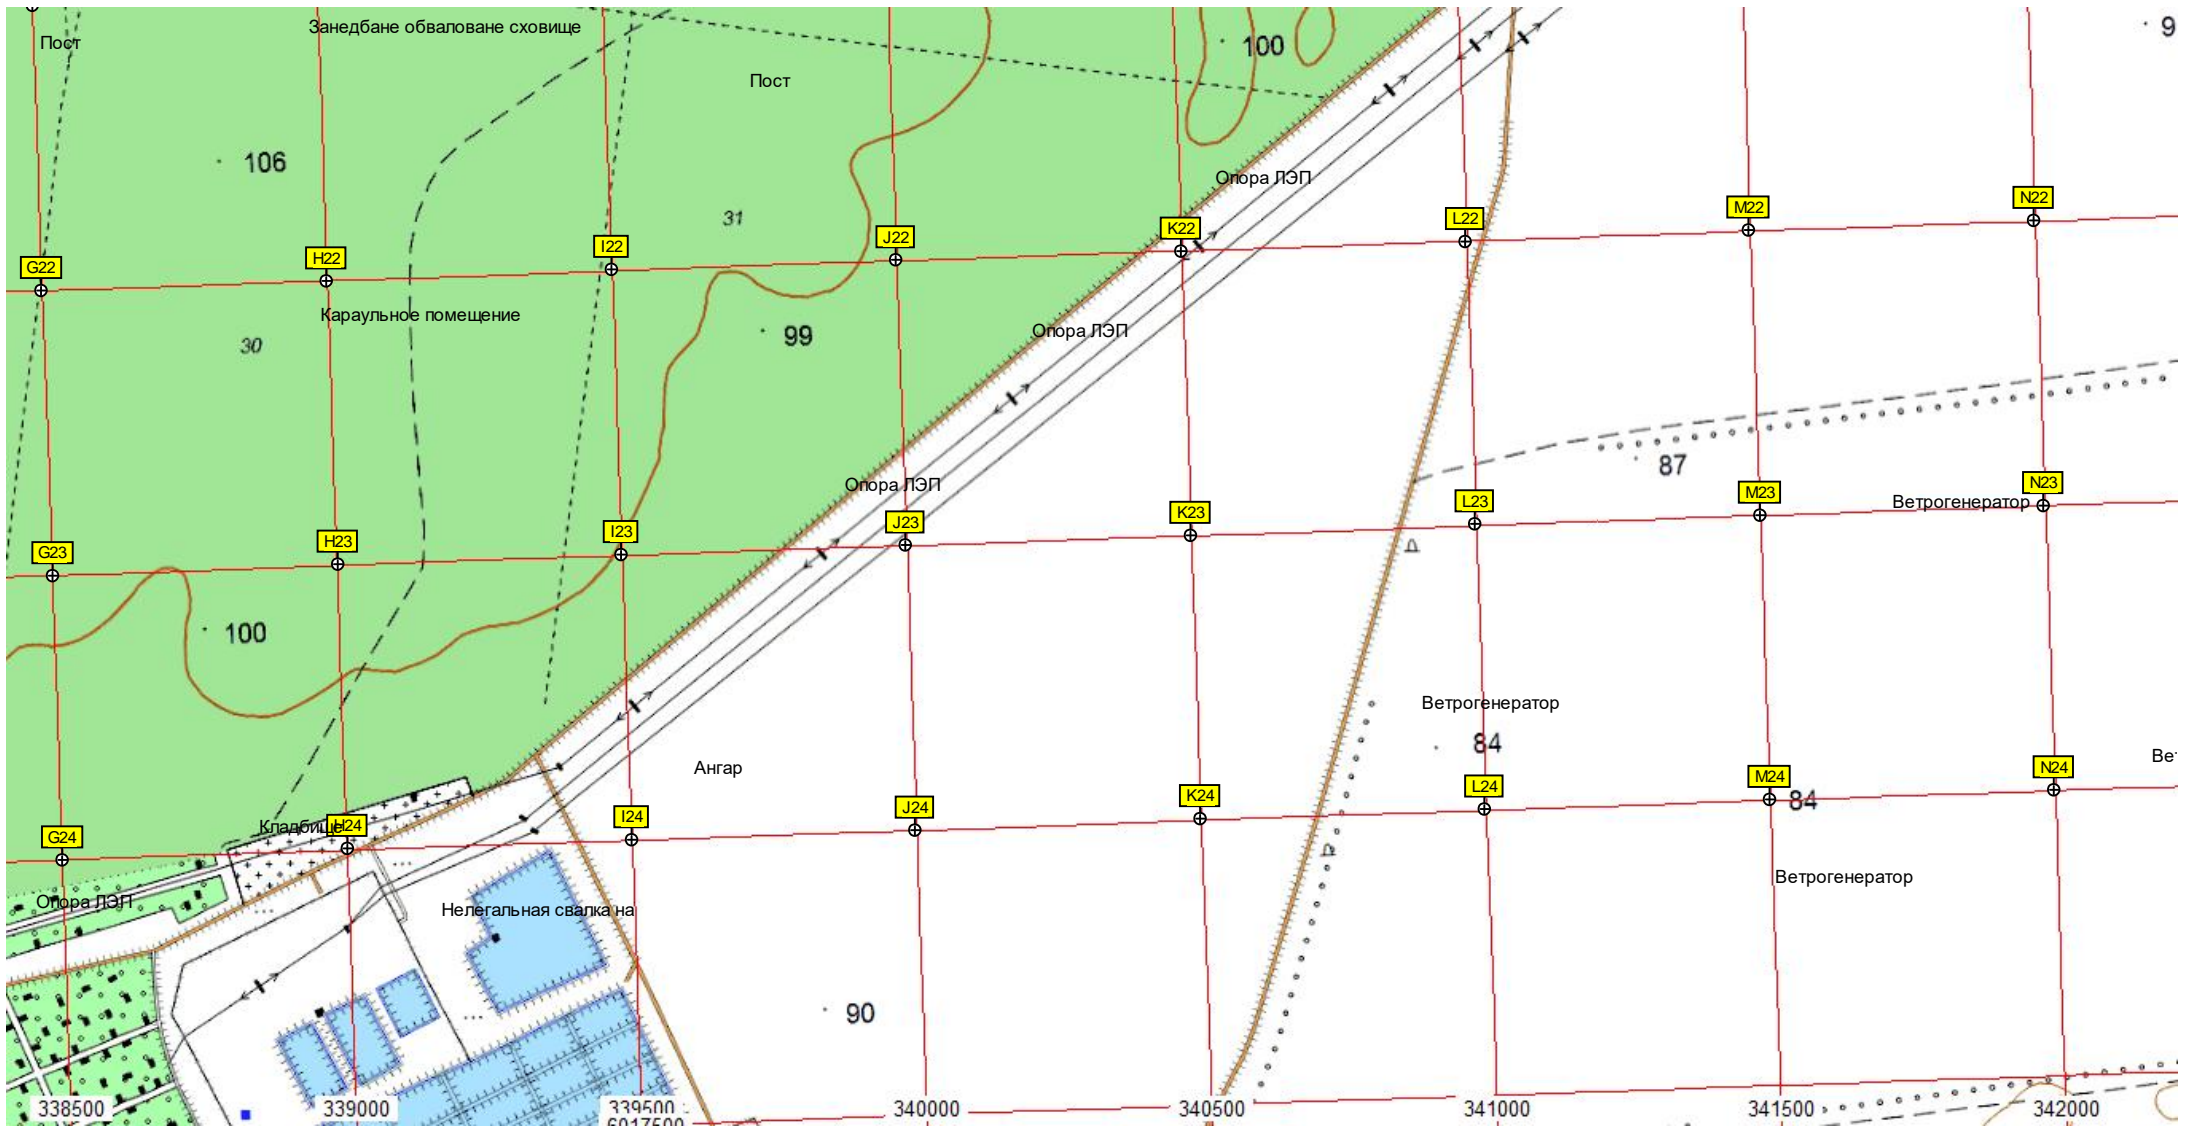 Занедбане обваловане сховище
9
Пост
100
Пост
106
Опора ЛЭП
31
N22
M22
L22
K22
J22
I22
H22
G22
Караульное помещение
Опора ЛЭП
99
30
87
Опора ЛЭП
N23
Ветрогенератор
M23
L23
K23
J23
I23
H23
G23
100
Ветрогенератор
84
Ве
Ангар
N24
M24
84
L24
K24
J24
I24
Кладбище
H24
G24
Ветрогенератор
Опора ЛЭП
Нелегальная свалка на
90
338500
339000
339500
340000
340500
341000
341500
342000
6017500